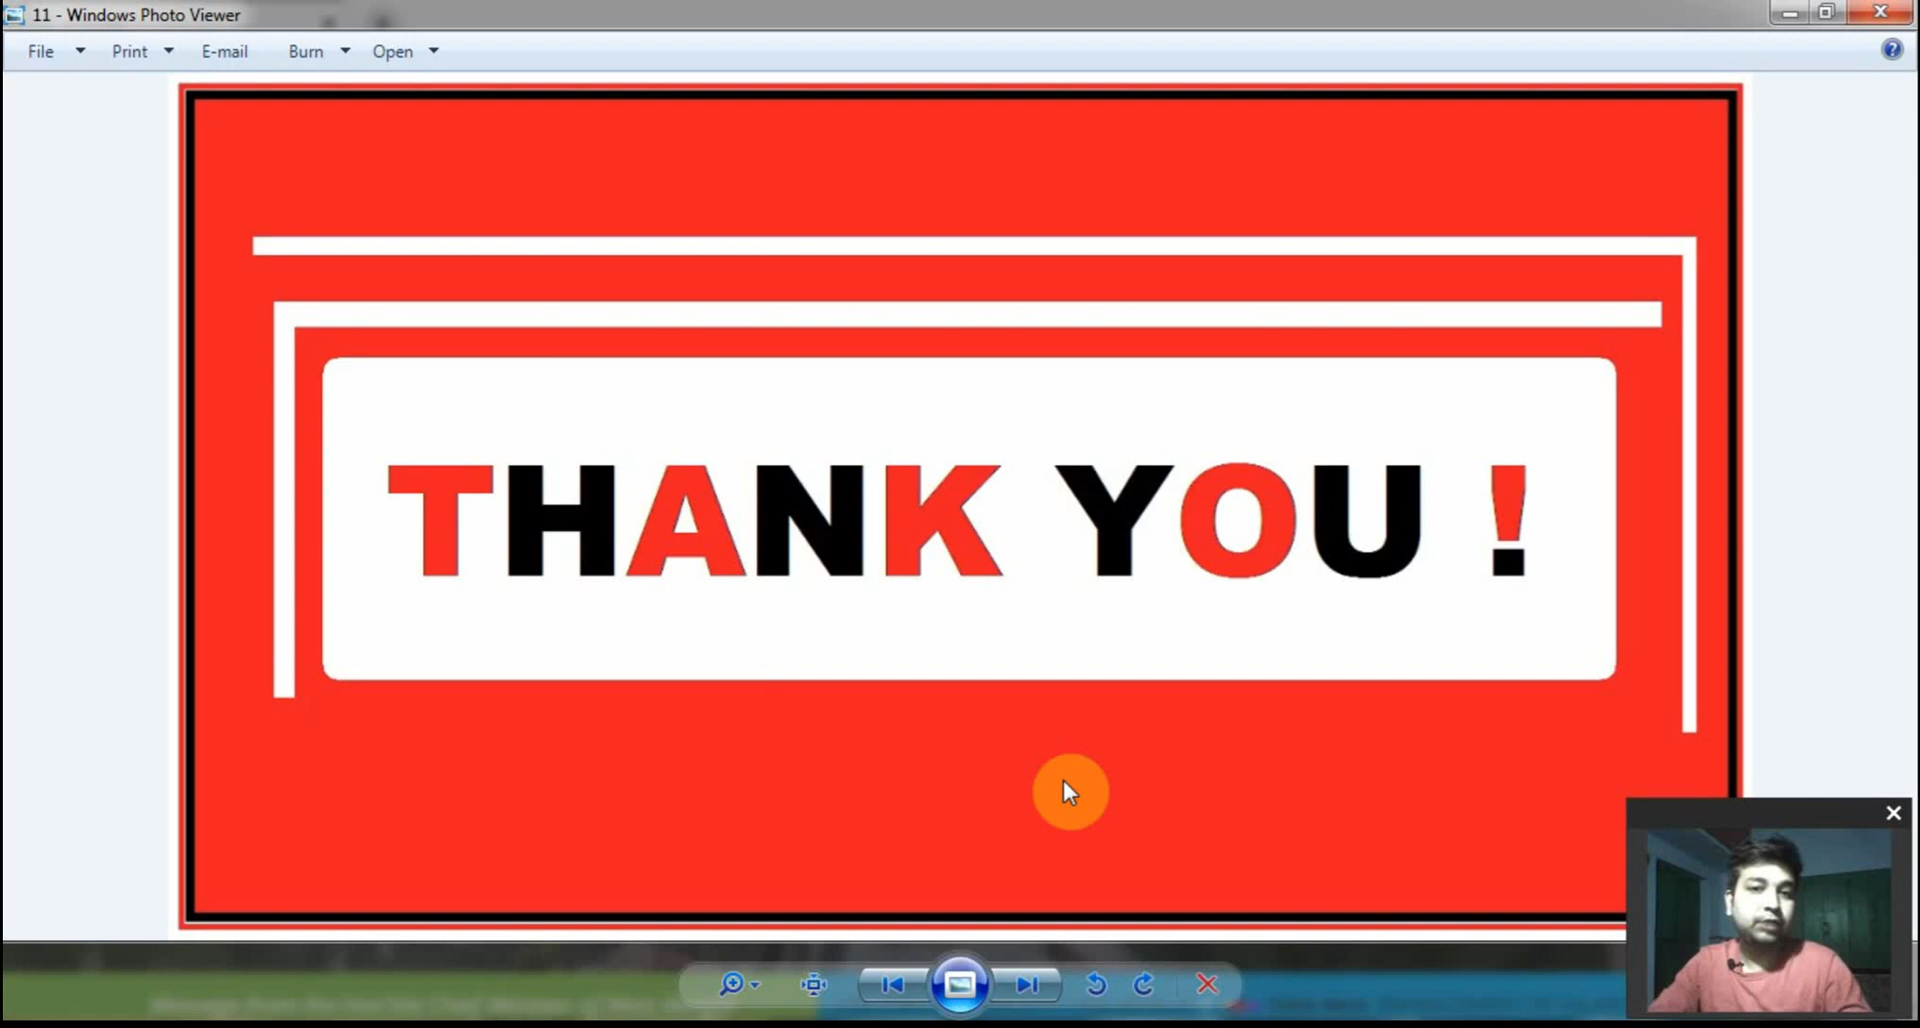 11 - Windows Photo Viewer
File Print E-mail Burn Open
THANK YOU !